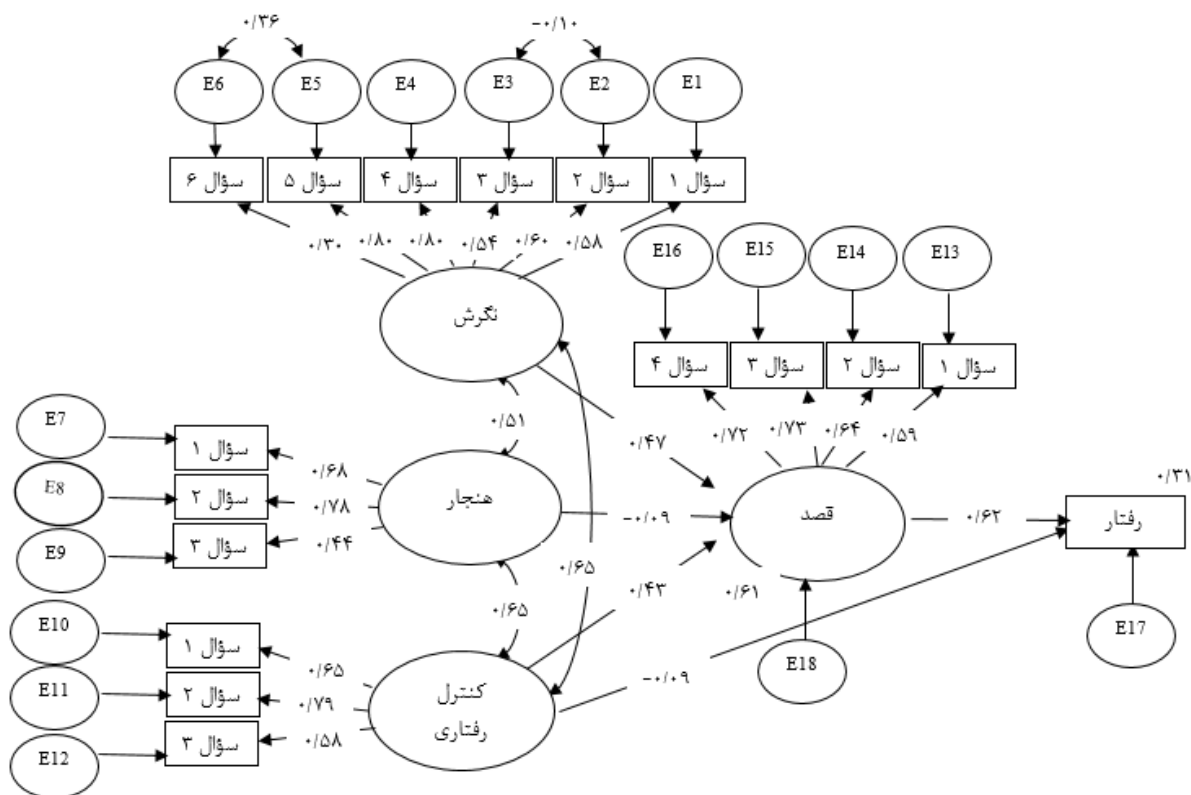 ۰/۳۶
-۰/۱۰
E6 E5 E4 E3 E2 E1
سؤال ۶ سؤال ۵ سؤال ۴ سؤال ۳ سؤال ۲ سؤال ۱
۰/۳۰ ۰/۸۰ ۰/۸۰ ۰/۵۴ ۰/۶۰ ۰/۵۸
نگرش
E16 E15 E14 E13
سؤال ۴ سؤال ۳ سؤال ۲ سؤال ۱
۰/۷۲ ۰/۷۳ ۰/۶۴ ۰/۵۹
۰/۵۱
۰/۴۷
E7
سؤال ۱
۰/۶۸
E8
سؤال ۲
۰/۷۸
E9
سؤال ۳
۰/۴۴
هنجار
-۰/۰۹
قصد
۰/۶۲
۰/۳۱
رفتار
۰/۶۵
۰/۶۵
۰/۴۳
۰/۶۱
E18
E17
E10
سؤال ۱
۰/۶۵
E11
سؤال ۲
۰/۷۹
E12
سؤال ۳
۰/۵۸
کنترل
رفتاری
-۰/۰۹